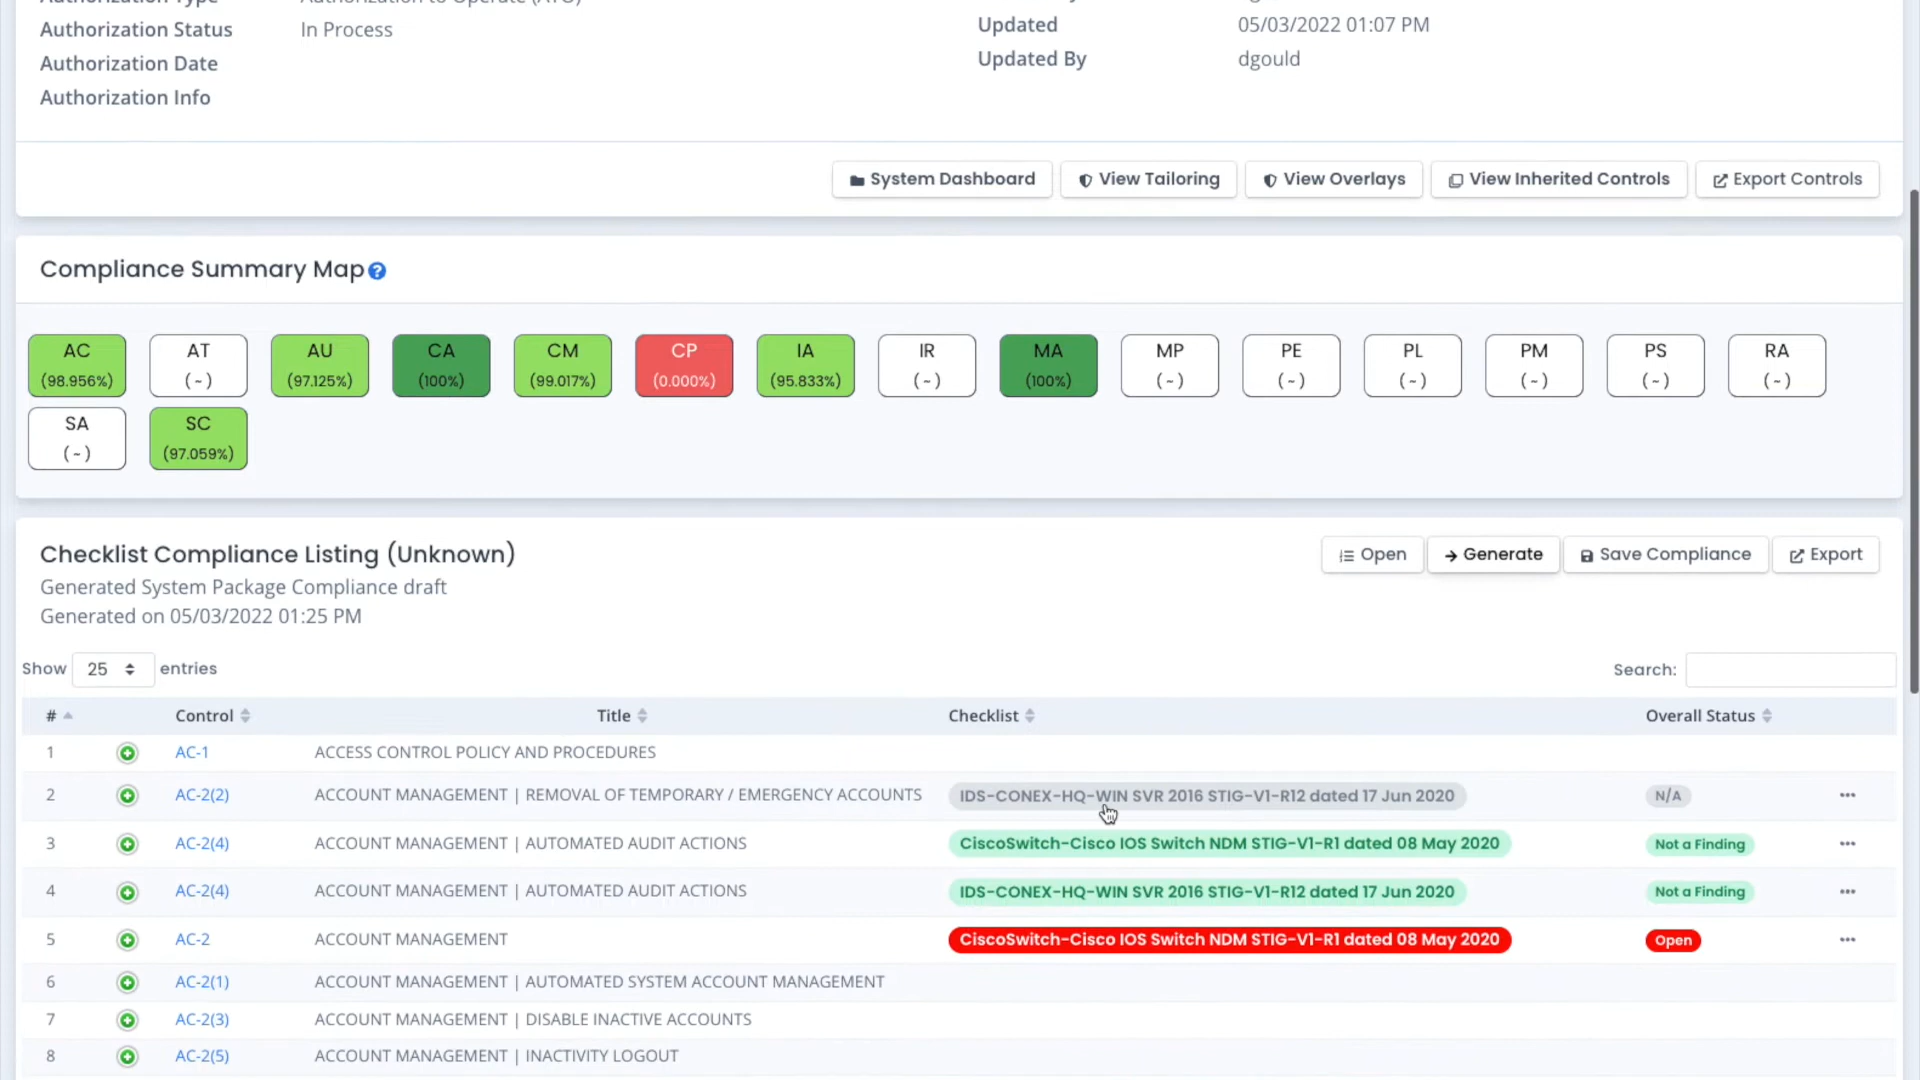 Authorization Type Authorization to Operate (ATO)
Authorization Status In Process
Updated 05/03/2022 01:07 PM
Authorization Date
Updated By dgould
Authorization Info
System Dashboard View Tailoring View Overlays View Inherited Controls Export Controls
Compliance Summary Map ?
AC AT AU CA CM CP IA IR MA MP PE PL PM PS RA
(98.956%) (~) (97.125%) (100%) (99.017%) (0.000%) (95.833%) (~) (100%) (~) (~) (~) (~) (~) (~)
SA SC
(~) (97.059%)
Checklist Compliance Listing (Unknown)
Open Generate Save Compliance Export
Generated System Package Compliance draft
Generated on 05/03/2022 01:25 PM
Show 25 entries Search:
# Control Title Checklist Overall Status
1 AC-1 ACCESS CONTROL POLICY AND PROCEDURES
2 AC-2(2) ACCOUNT MANAGEMENT | REMOVAL OF TEMPORARY / EMERGENCY ACCOUNTS IDS-CONEX-HQ-WIN SVR 2016 STIG-V1-R12 dated 17 Jun 2020 N/A ...
3 AC-2(4) ACCOUNT MANAGEMENT | AUTOMATED AUDIT ACTIONS CiscoSwitch-Cisco IOS Switch NDM STIG-V1-R1 dated 08 May 2020 Not a Finding ...
4 AC-2(4) ACCOUNT MANAGEMENT | AUTOMATED AUDIT ACTIONS IDS-CONEX-HQ-WIN SVR 2016 STIG-V1-R12 dated 17 Jun 2020 Not a Finding ...
5 AC-2 ACCOUNT MANAGEMENT CiscoSwitch-Cisco IOS Switch NDM STIG-V1-R1 dated 08 May 2020 Open ...
6 AC-2(1) ACCOUNT MANAGEMENT | AUTOMATED SYSTEM ACCOUNT MANAGEMENT
7 AC-2(3) ACCOUNT MANAGEMENT | DISABLE INACTIVE ACCOUNTS
8 AC-2(5) ACCOUNT MANAGEMENT | INACTIVITY LOGOUT